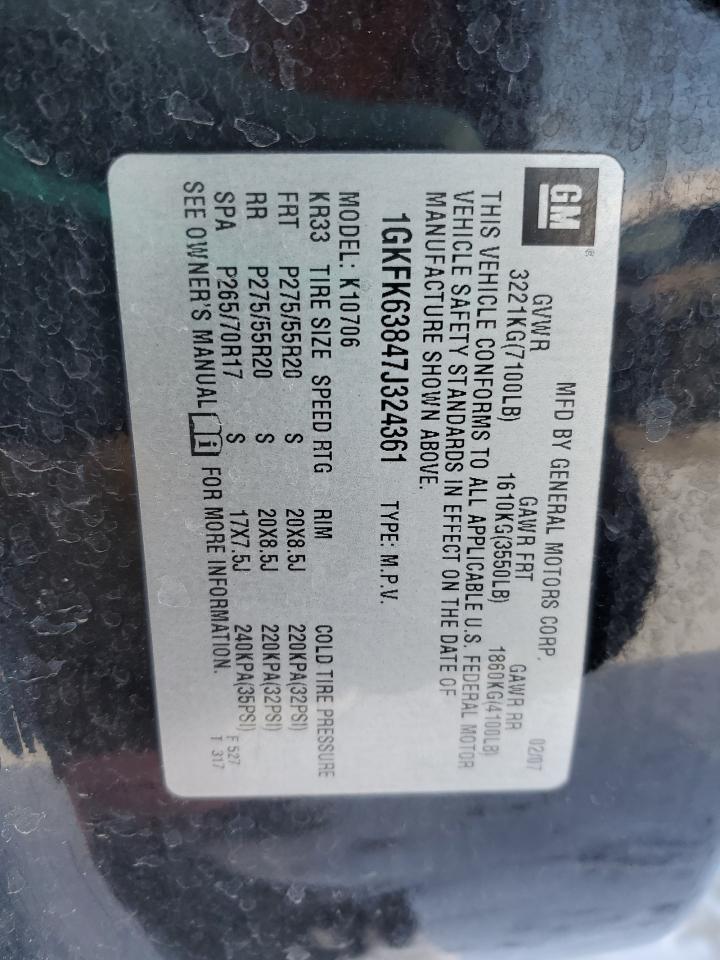 GM®
MFD BY GENERAL MOTORS CORP. 02/07
GVWR GAWR FRT GAWR RR
3221KG(7100LB) 1610KG(3550LB) 1860KG(4100LB)
THIS VEHICLE CONFORMS TO ALL APPLICABLE U.S. FEDERAL MOTOR
VEHICLE SAFETY STANDARDS IN EFFECT ON THE DATE OF
MANUFACTURE SHOWN ABOVE.
1GKFK63847J324361 TYPE: M.P.V.
MODEL: K10706
KR33 TIRE SIZE SPEED RTG RIM COLD TIRE PRESSURE
FRT P275/55R20 S 20X8.5J 220KPA(32PSI)
RR P275/55R20 S 20X8.5J 220KPA(32PSI)
SPA P265/70R17 S 17X7.5J 240KPA(35PSI)
SEE OWNER'S MANUAL FOR MORE INFORMATION.
F 527
T 317